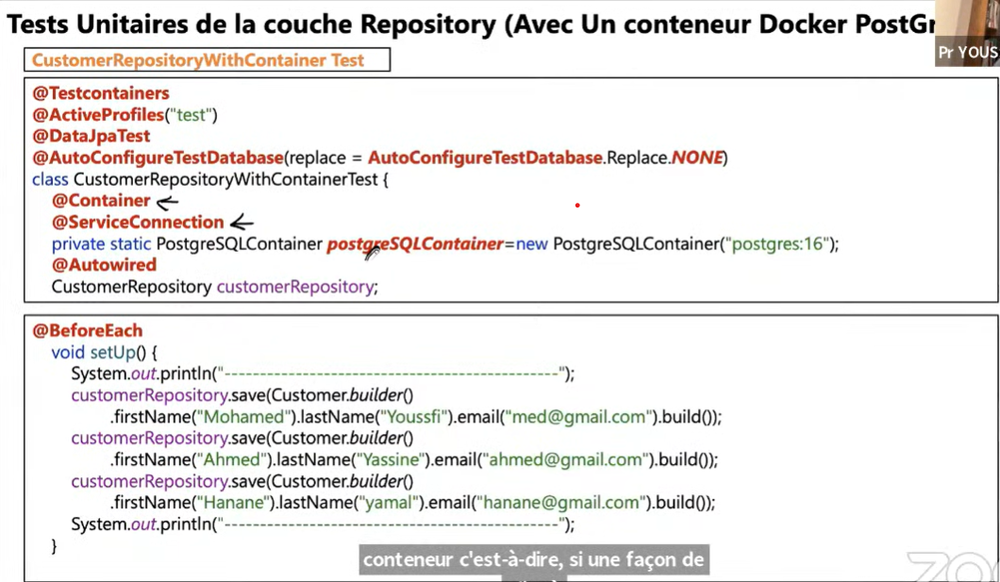 Tests Unitaires de la couche Repository (Avec Un conteneur Docker PostGr
Pr YOUS
CustomerRepositoryWithContainer Test
@Testcontainers
@ActiveProfiles("test")
@DataJpaTest
@AutoConfigureTestDatabase(replace = AutoConfigureTestDatabase.Replace.NONE)
class CustomerRepositoryWithContainerTest {
@Container
@ServiceConnection
private static PostgreSQLContainer postgreSQLContainer=new PostgreSQLContainer("postgres:16");
@Autowired
CustomerRepository customerRepository;
@BeforeEach
void setUp() {
System.out.println("----------------------------------------------");
customerRepository.save(Customer.builder()
.firstName("Mohamed").lastName("Youssfi").email("med@gmail.com").build());
customerRepository.save(Customer.builder()
.firstName("Ahmed").lastName("Yassine").email("ahmed@gmail.com").build());
customerRepository.save(Customer.builder()
.firstName("Hanane").lastName("yamal").email("hanane@gmail.com").build());
System.out.println("----------------------------------------------");
}
conteneur c'est-à-dire, si une façon de